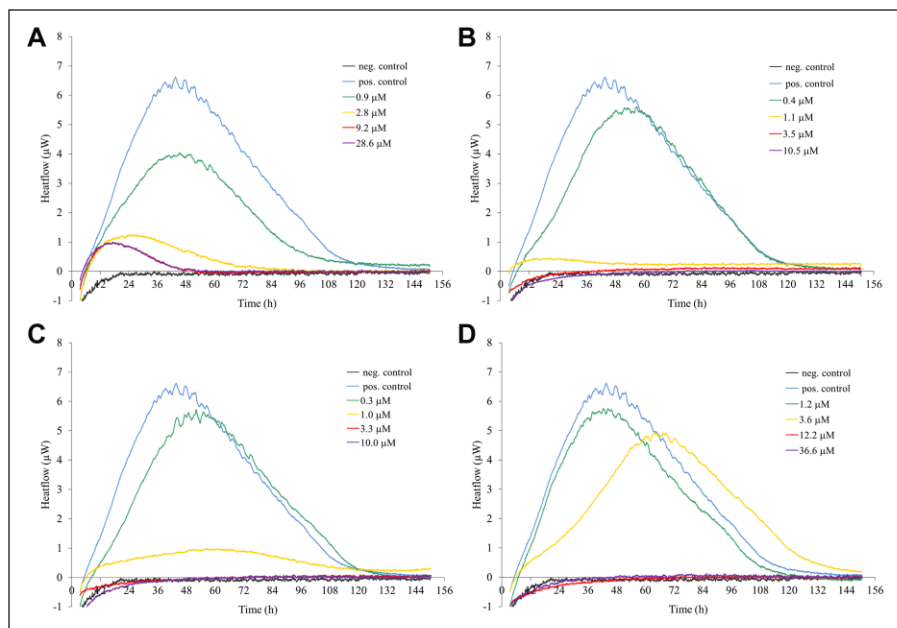 A
8
7
6
5
4
3
2
1
0
-1
Heatflow (µW)
12 24 36 48 60 72 84 96 108 120 132 144 156
Time (h)
neg. control
pos. control
0.9 µM
2.8 µM
9.2 µM
28.6 µM
B
8
7
6
5
4
3
2
1
0
-1
Heatflow (µW)
12 24 36 48 60 72 84 96 108 120 132 144 156
Time (h)
neg. control
pos. control
0.4 µM
1.1 µM
3.5 µM
10.5 µM
C
8
7
6
5
4
3
2
1
0
-1
Heatflow (µW)
12 24 36 48 60 72 84 96 108 120 132 144 156
Time (h)
neg. control
pos. control
0.3 µM
1.0 µM
3.3 µM
10.0 µM
D
8
7
6
5
4
3
2
1
0
-1
Heatflow (µW)
12 24 36 48 60 72 84 96 108 120 132 144 156
Time (h)
neg. control
pos. control
1.2 µM
3.6 µM
12.2 µM
36.6 µM